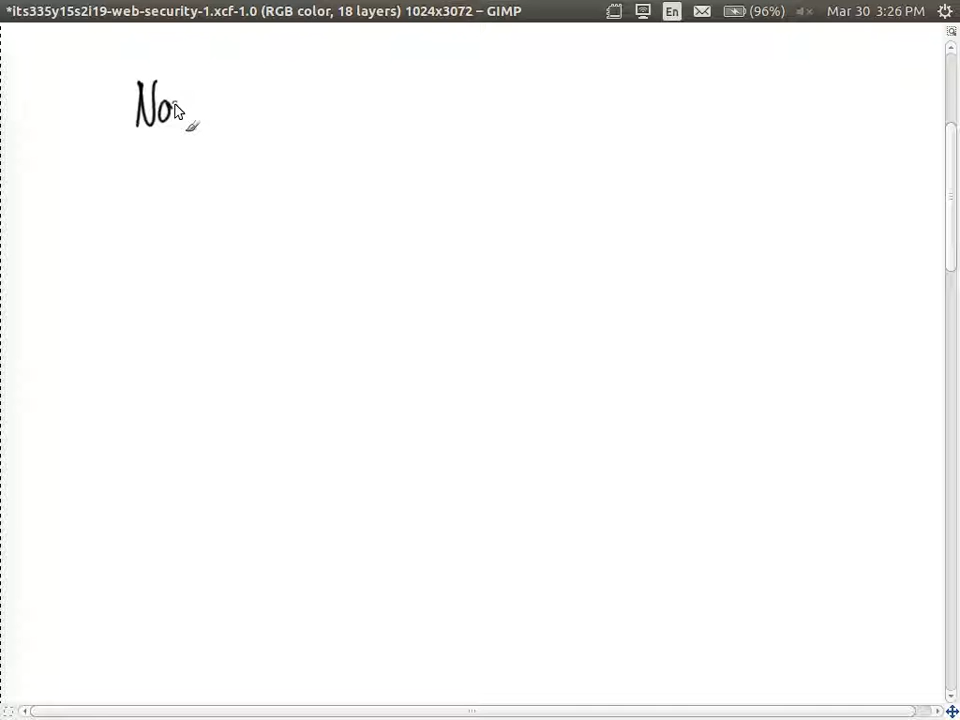 *its335y15s2i19-web-security-1.xcf-1.0 (RGB color, 18 layers) 1024x3072 – GIMP En (96%) Mar 30 3:26 PM
No